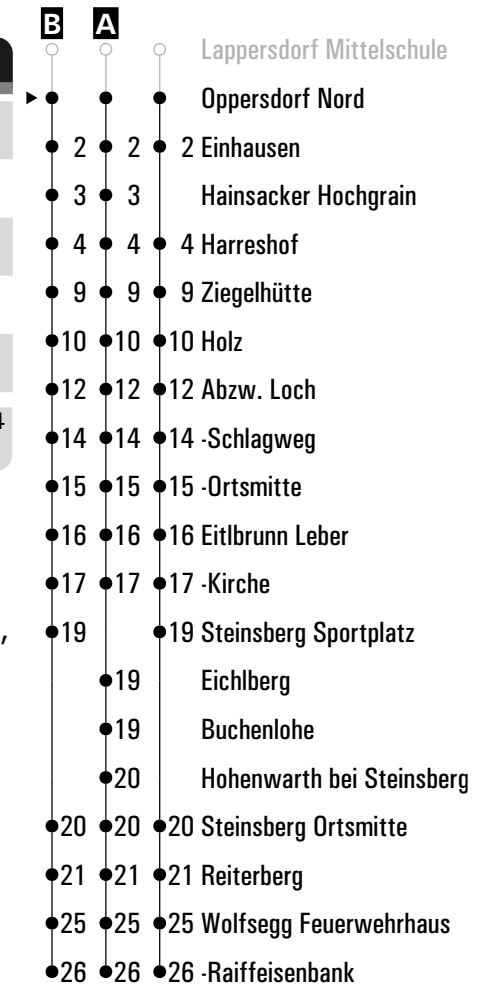 B A
Lappersdorf Mittelschule
Oppersdorf Nord
2 2 2 Einhausen
3 3 Hainsacker Hochgrain
4 4 4 Harreshof
9 9 9 Ziegelhütte
10 10 10 Holz
12 12 12 Abzw. Loch
14 14 14 -Schlagweg
15 15 15 -Ortsmitte
16 16 16 Eitlbrunn Leber
17 17 17 -Kirche
19 19 Steinsberg Sportplatz
19 Eichlberg
19 Buchenlohe
20 Hohenwarth bei Steinsberg
20 20 20 Steinsberg Ortsmitte
21 21 21 Reiterberg
25 25 25 Wolfsegg Feuerwehrhaus
26 26 26 -Raiffeisenbank